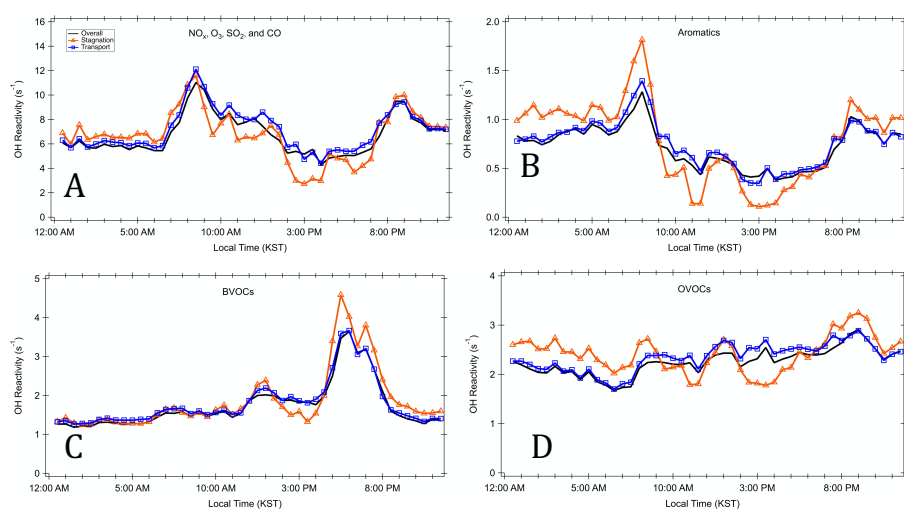 NOx, O3, SO2, and CO
Overall
Stagnation
Transport
16
14
12
10
8
6
4
2
0
OH Reactivity (s-1)
A
12:00 AM 5:00 AM 10:00 AM 3:00 PM 8:00 PM
Local Time (KST)
Aromatics
2.0
1.5
1.0
0.5
0.0
OH Reactivity (s-1)
B
12:00 AM 5:00 AM 10:00 AM 3:00 PM 8:00 PM
Local Time (KST)
BVOCs
5
4
3
2
1
0
OH Reactivity (s-1)
C
12:00 AM 5:00 AM 10:00 AM 3:00 PM 8:00 PM
Local Time (KST)
OVOCs
4
3
2
1
0
OH Reactivity (s-1)
D
12:00 AM 5:00 AM 10:00 AM 3:00 PM 8:00 PM
Local Time (KST)